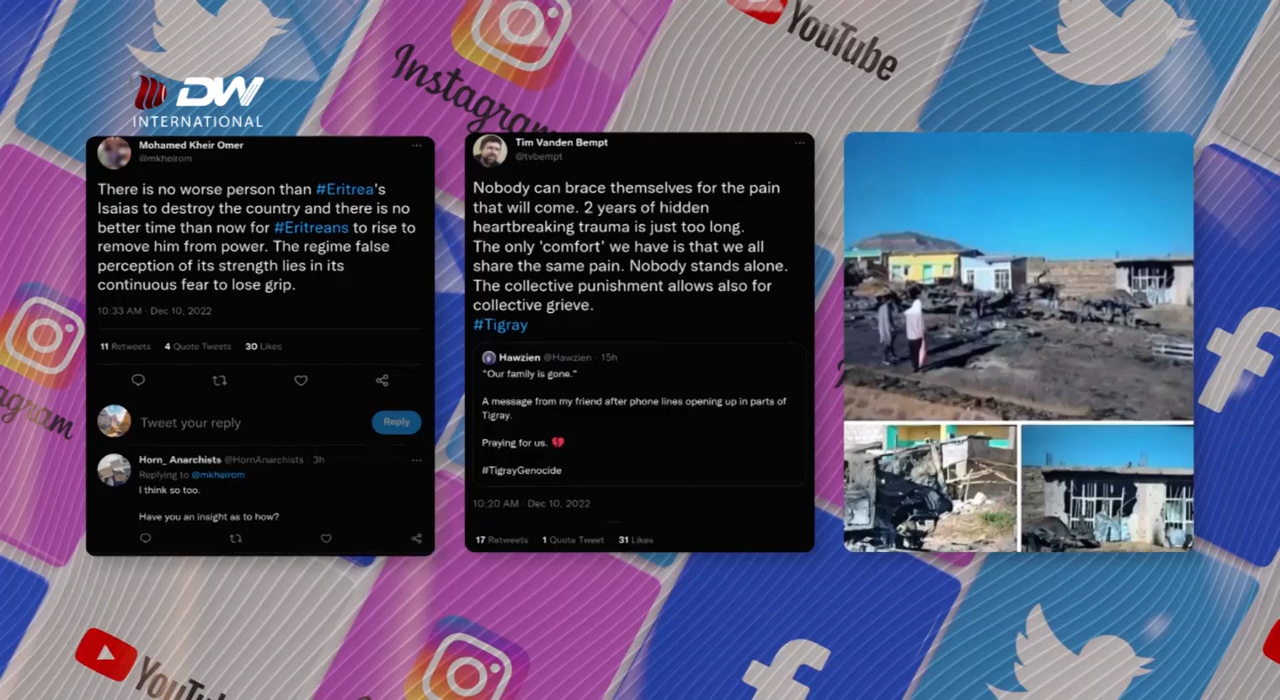 Instagram
YouTube
DW
INTERNATIONAL
Mohamed Kheir Omer
@mkheirom
There is no worse person than #Eritrea's
Isaias to destroy the country and there is no
better time than now for #Eritreans to rise to
remove him from power. The regime false
perception of its strength lies in its
continuous fear to lose grip.
10:33 AM · Dec 10, 2022
11 Retweets 4 Quote Tweets 30 Likes
Tweet your reply
Reply
Horn_ Anarchists @HornAnarchists · 3h
Replying to @mkheirom
I think so too.
Have you an insight as to how?
Tim Vanden Bempt
@tvbempt
Nobody can brace themselves for the pain
that will come. 2 years of hidden
heartbreaking trauma is just too long.
The only 'comfort' we have is that we all
share the same pain. Nobody stands alone.
The collective punishment allows also for
collective grieve.
#Tigray
Hawzien @Hawzien · 15h
"Our family is gone."
A message from my friend after phone lines opening up in parts of
Tigray.
Praying for us. 💔
#TigrayGenocide
10:20 AM · Dec 10, 2022
17 Retweets 1 Quote Tweet 31 Likes
agram
YouTu